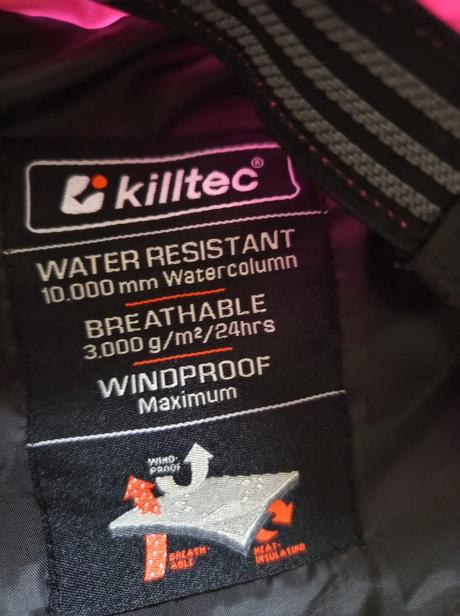 killtec®
WATER RESISTANT
10.000 mm Watercolumn
BREATHABLE
3.000 g/m²/24hrs
WINDPROOF
Maximum
WIND-
PROOF
BREATH-
ABLE
HEAT-
INSULATING